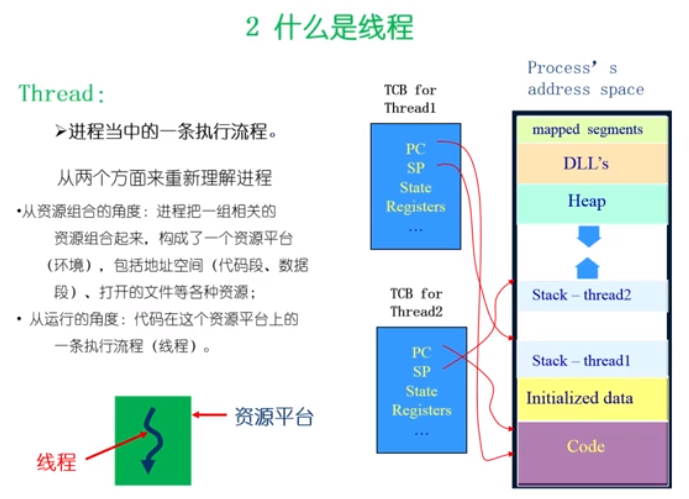 2 什么是线程
Thread:
➢进程当中的一条执行流程。
从两个方面来重新理解进程
•从资源组合的角度：进程把一组相关的
资源组合起来，构成了一个资源平台
（环境），包括地址空间（代码段、数据
段）、打开的文件等各种资源；
• 从运行的角度：代码在这个资源平台上的
一条执行流程（线程）。
线程
资源平台
TCB for
Thread1
PC
SP
State
Registers
...
TCB for
Thread2
PC
SP
State
Registers
...
Process’s
address space
mapped segments
DLL's
Heap
Stack – thread2
Stack – thread1
Initialized data
Code